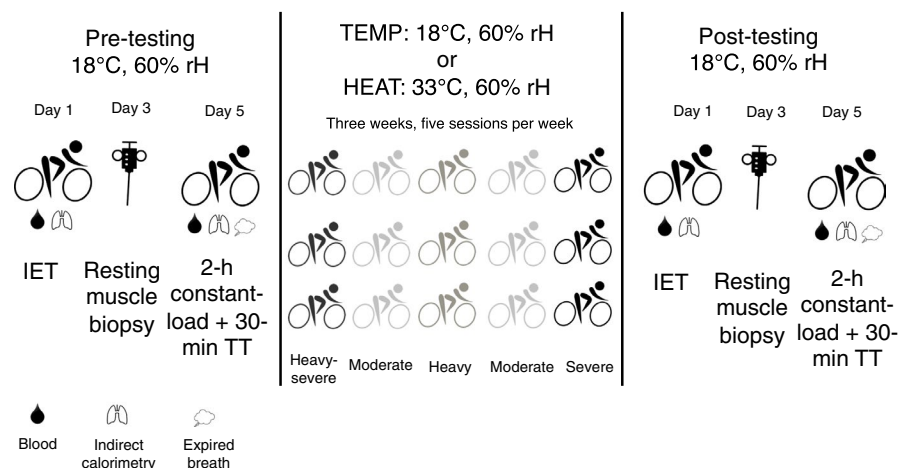 Pre-testing
18°C, 60% rH
Day 1
Day 3
Day 5
IET
Resting
muscle
biopsy
2-h
constant-
load + 30-
min TT
TEMP: 18°C, 60% rH
or
HEAT: 33°C, 60% rH
Three weeks, five sessions per week
Heavy-
severe
Moderate
Heavy
Moderate
Severe
Post-testing
18°C, 60% rH
Day 1
Day 3
Day 5
IET
Resting
muscle
biopsy
2-h
constant-
load + 30-
min TT
Blood
Indirect
calorimetry
Expired
breath